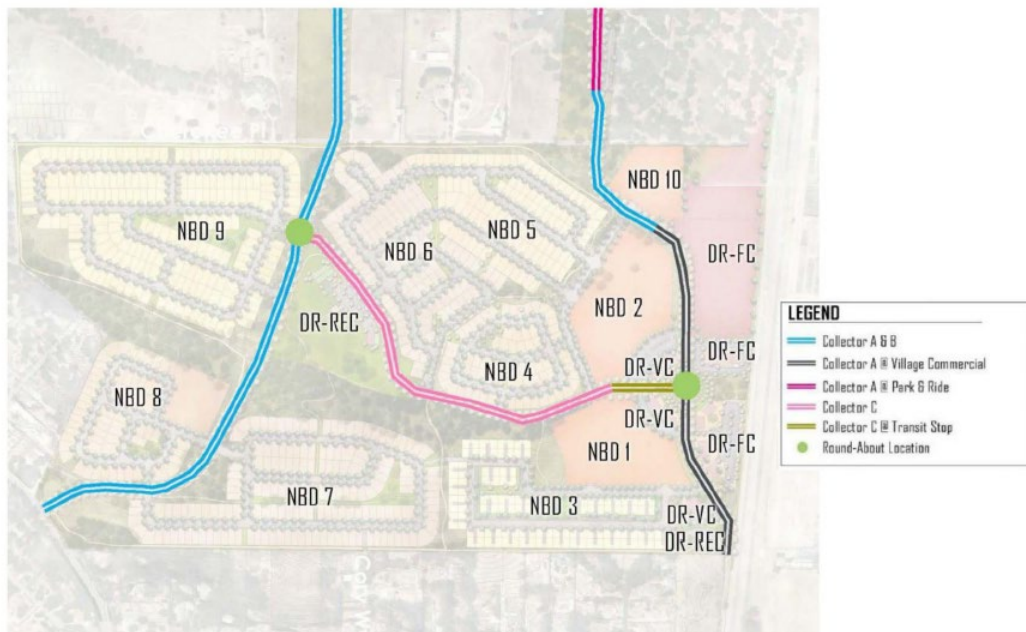 NBD 10
NBD 9
NBD 5
NBD 6
DR-FC
NBD 2
DR-REC
DR-FC
DR-VC
NBD 4
NBD 8
DR-VC
DR-FC
NBD 1
NBD 7
NBD 3
DR-VC
DR-REC
LEGEND
Collector A & B
Collector A @ Village Commercial
Collector A @ Park & Ride
Collector C
Collector C @ Transit Stop
Round-About Location